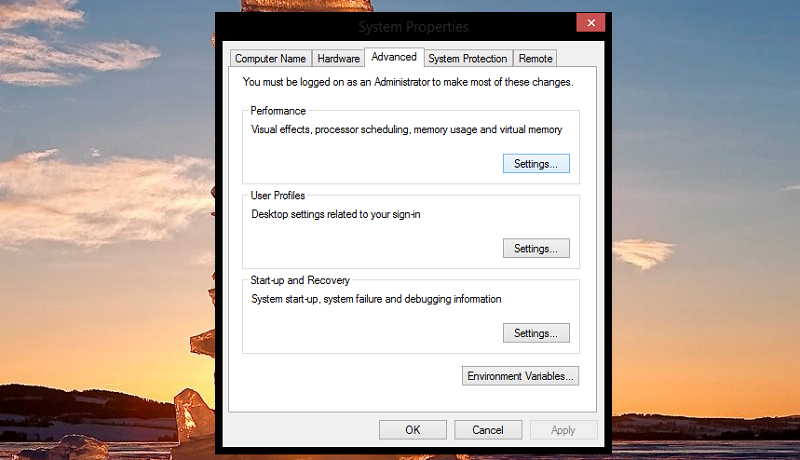 System Properties
Computer Name Hardware Advanced System Protection Remote
You must be logged on as an Administrator to make most of these changes.
Performance
Visual effects, processor scheduling, memory usage and virtual memory
Settings...
User Profiles
Desktop settings related to your sign-in
Settings...
Start-up and Recovery
System start-up, system failure and debugging information
Settings...
Environment Variables...
OK Cancel Apply